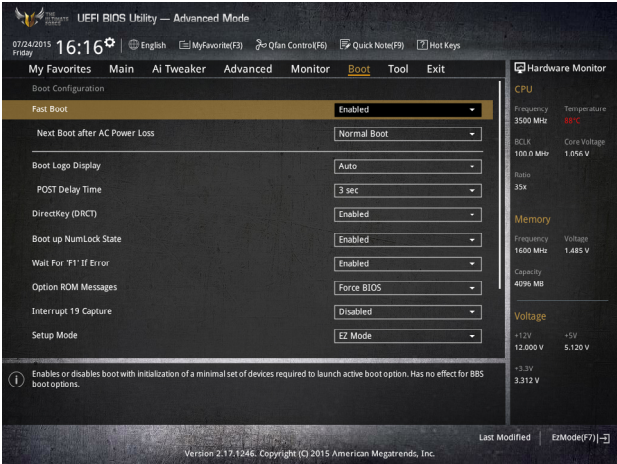 THE ULTIMATE FORCE
UEFI BIOS Utility — Advanced Mode
07/24/2015
Friday
16:16
English
MyFavorite(F3)
Qfan Control(F6)
Quick Note(F9)
? Hot Keys
My Favorites Main Ai Tweaker Advanced Monitor Boot Tool Exit
Boot Configuration
Fast Boot Enabled
Next Boot after AC Power Loss Normal Boot
Boot Logo Display Auto
POST Delay Time 3 sec
DirectKey (DRCT) Enabled
Boot up NumLock State Enabled
Wait For 'F1' If Error Enabled
Option ROM Messages Force BIOS
Interrupt 19 Capture Disabled
Setup Mode EZ Mode
i Enables or disables boot with initialization of a minimal set of devices required to launch active boot option. Has no effect for BBS
boot options.
Hardware Monitor
CPU
Frequency Temperature
3500 MHz
BCLK Core Voltage
100.0 MHz 1.056 V
Ratio
35x
Memory
Frequency Voltage
1600 MHz 1.485 V
Capacity
4096 MB
Voltage
+12V +5V
12.000 V 5.120 V
+3.3V
3.312 V
Last Modified
EzMode(F7)
Version 2.17.1246. Copyright (C) 2015 American Megatrends, Inc.